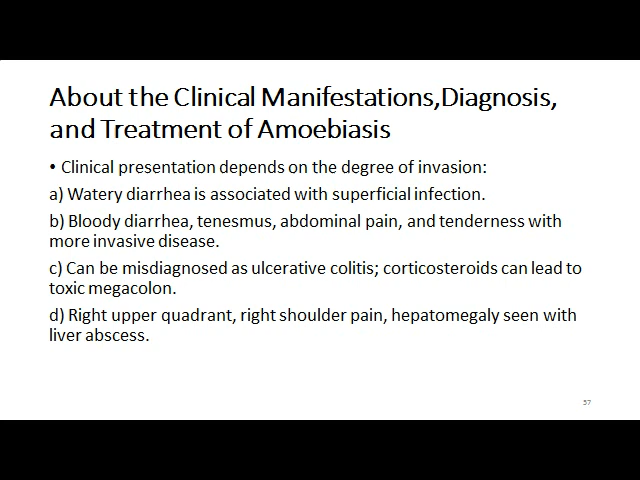 About the Clinical Manifestations,Diagnosis,
and Treatment of Amoebiasis
• Clinical presentation depends on the degree of invasion:
a) Watery diarrhea is associated with superficial infection.
b) Bloody diarrhea, tenesmus, abdominal pain, and tenderness with
more invasive disease.
c) Can be misdiagnosed as ulcerative colitis; corticosteroids can lead to
toxic megacolon.
d) Right upper quadrant, right shoulder pain, hepatomegaly seen with
liver abscess.
57